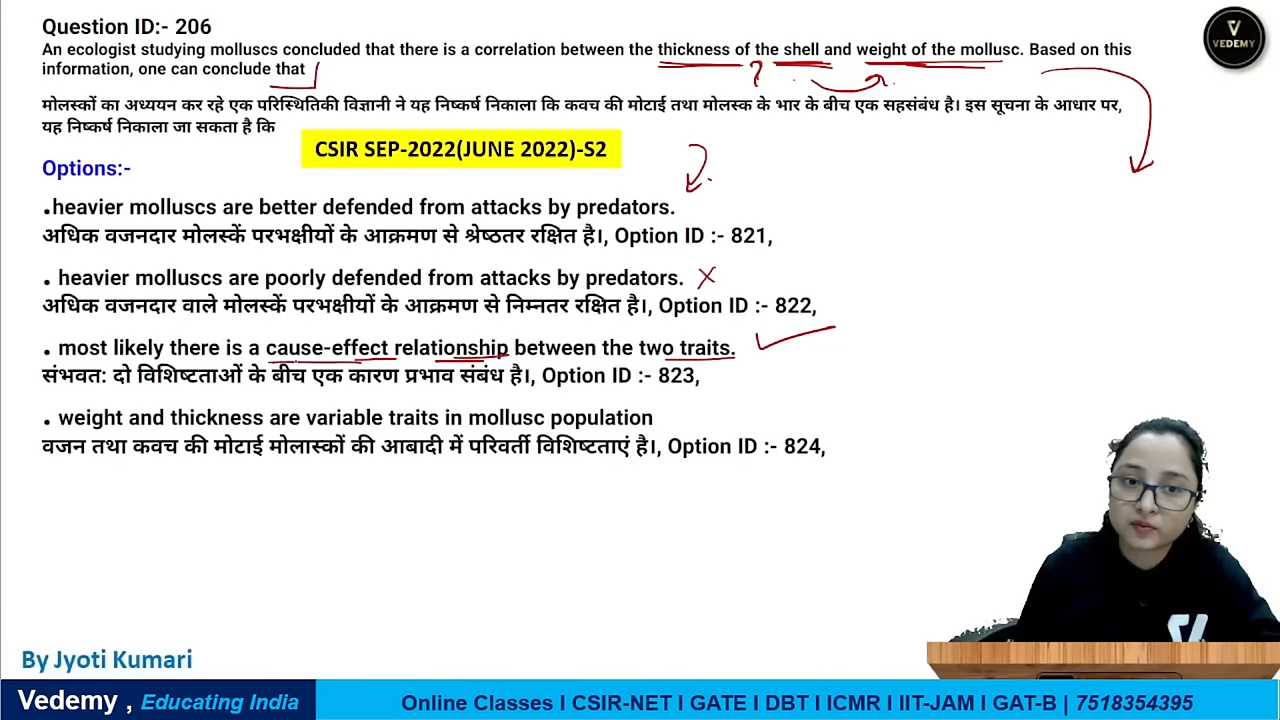 Question ID:- 206
An ecologist studying molluscs concluded that there is a correlation between the thickness of the shell and weight of the mollusc. Based on this
information, one can conclude that
VEDEMY
मोलस्कों का अध्ययन कर रहे एक परिस्थितिकी विज्ञानी ने यह निष्कर्ष निकाला कि कवच की मोटाई तथा मोलस्क के भार के बीच एक सहसंबंध है। इस सूचना के आधार पर,
यह निष्कर्ष निकाला जा सकता है कि
CSIR SEP-2022(JUNE 2022)-S2
Options:-
.heavier molluscs are better defended from attacks by predators.
अधिक वजनदार मोलस्कें परभक्षीयों के आक्रमण से श्रेष्ठतर रक्षित है।, Option ID :- 821,
. heavier molluscs are poorly defended from attacks by predators.
अधिक वजनदार वाले मोलस्कें परभक्षीयों के आक्रमण से निम्नतर रक्षित है।, Option ID :- 822,
. most likely there is a cause-effect relationship between the two traits.
संभवत: दो विशिष्टताओं के बीच एक कारण प्रभाव संबंध है।, Option ID :- 823,
. weight and thickness are variable traits in mollusc population
वजन तथा कवच की मोटाई मोलास्कों की आबादी में परिवर्ती विशिष्टताएं है।, Option ID :- 824,
By Jyoti Kumari
Vedemy , Educating India
Online Classes I CSIR-NET I GATE I DBT I ICMR I IIT-JAM I GAT-B | 7518354395